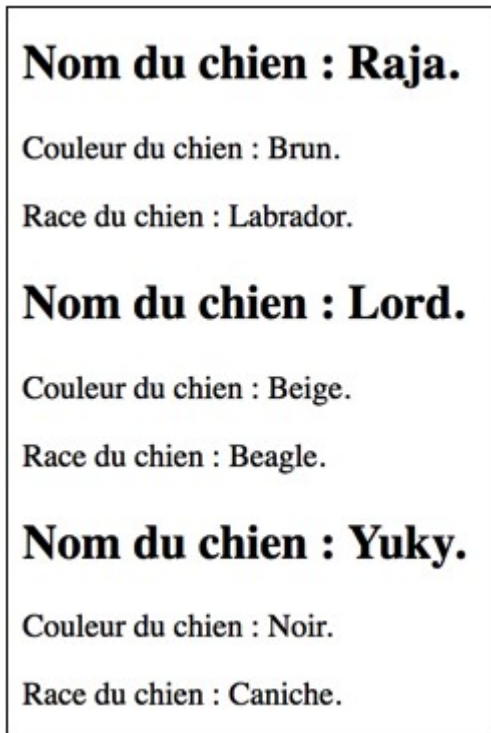 Nom du chien : Raja.
Couleur du chien : Brun.
Race du chien : Labrador.
Nom du chien : Lord.
Couleur du chien : Beige.
Race du chien : Beagle.
Nom du chien : Yuky.
Couleur du chien : Noir.
Race du chien : Caniche.